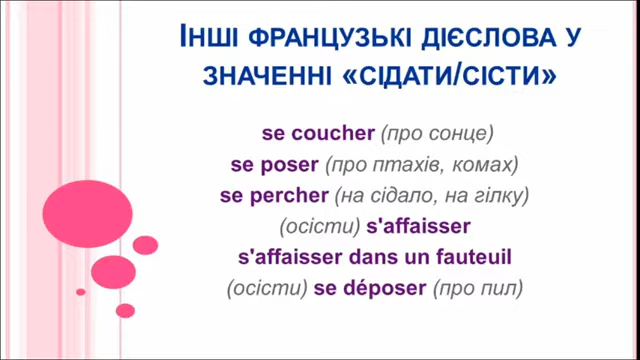 Інші французькі дієслова у
значенні «сідати/сісти»
se coucher (про сонце)
se poser (про птахів, комах)
se percher (на сідало, на гілку)
(осісти) s'affaisser
s'affaisser dans un fauteuil
(осісти) se déposer (про пил)